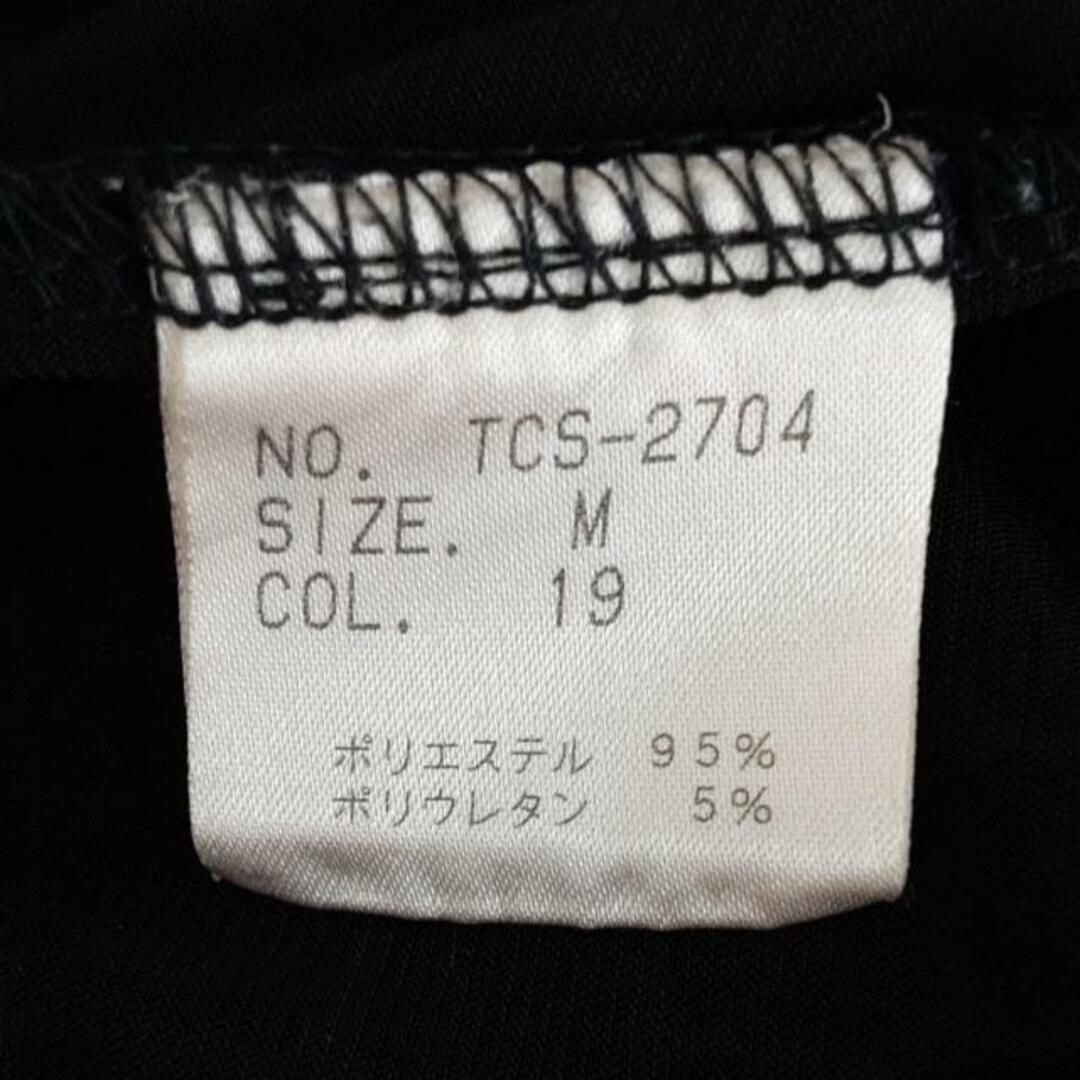 NO. TCS-2704
SIZE. M
COL. 19
ポリエステル 95%
ポリウレタン 5%